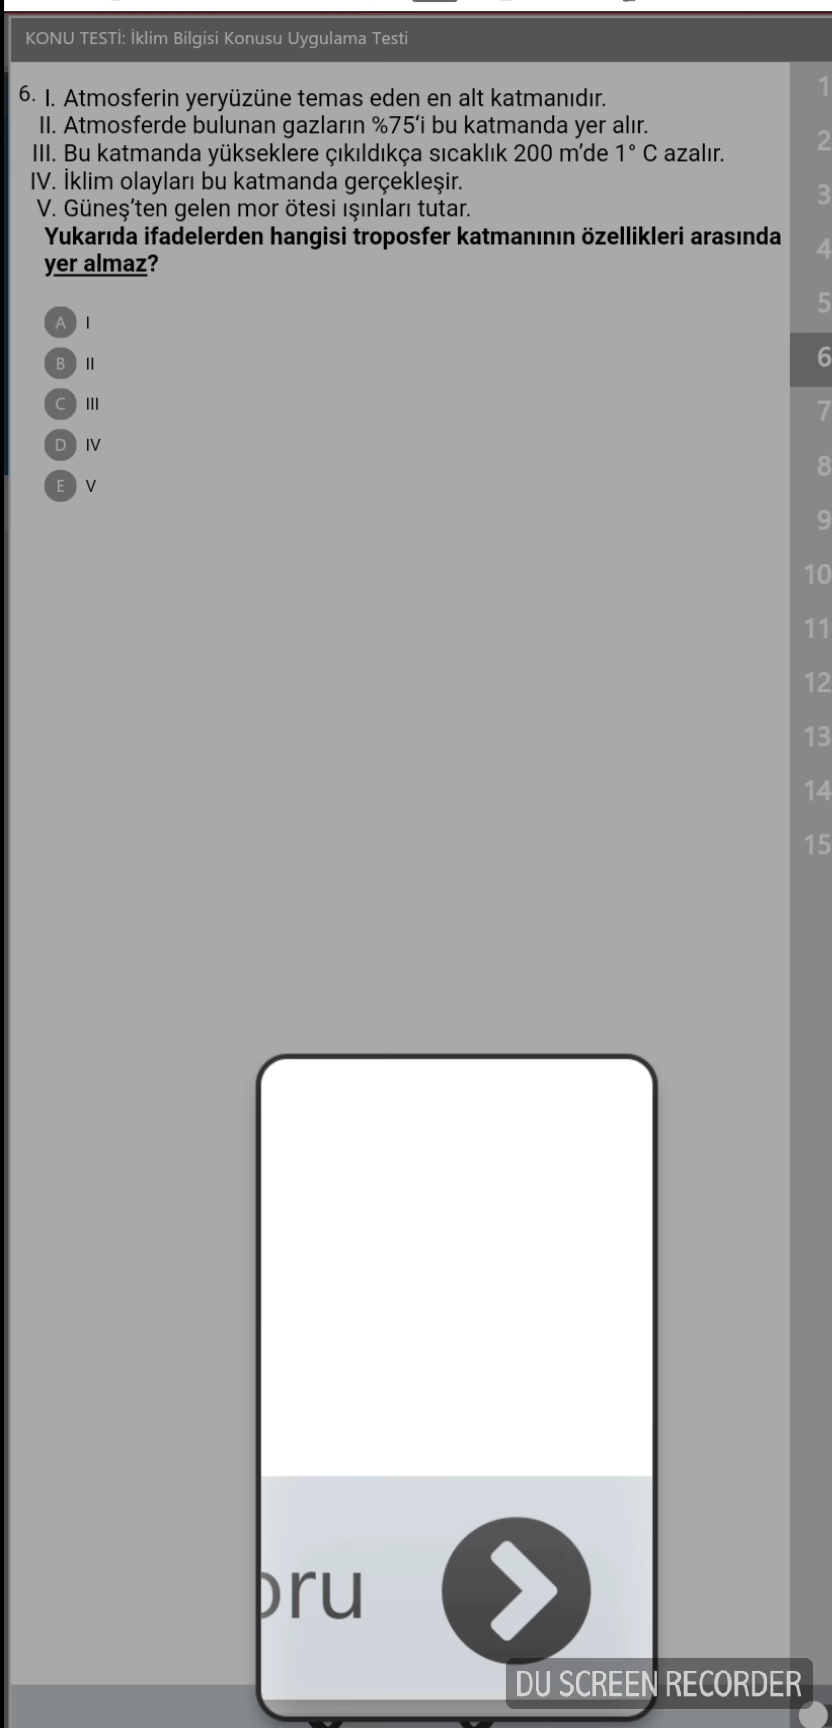 KONU TESTİ: İklim Bilgisi Konusu Uygulama Testi
6. I. Atmosferin yeryüzüne temas eden en alt katmanıdır.
II. Atmosferde bulunan gazların %75‘i bu katmanda yer alır.
III. Bu katmanda yükseklere çıkıldıkça sıcaklık 200 m’de 1° C azalır.
IV. İklim olayları bu katmanda gerçekleşir.
V. Güneş’ten gelen mor ötesi ışınları tutar.
Yukarıda ifadelerden hangisi troposfer katmanının özellikleri arasında
yer almaz?
A I
B II
C III
D IV
E V
1
2
3
4
5
6
7
8
9
10
11
12
13
14
15
oru
DU SCREEN RECORDER